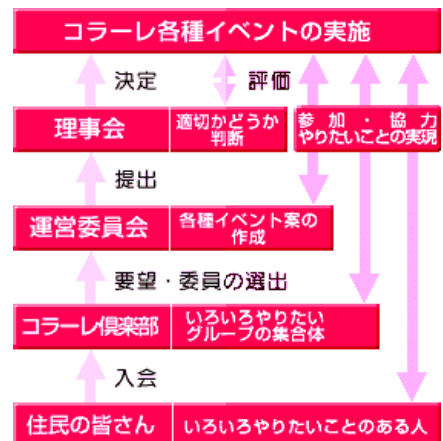 コラーレ各種イベントの実施
決定
評価
理事会
適切かどうか
判断
参加・協力
やりたいことの実現
提出
運営委員会
各種イベント案の
作成
要望・委員の選出
コラーレ倶楽部
いろいろやりたい
グループの集合体
入会
住民の皆さん
いろいろやりたいことのある人